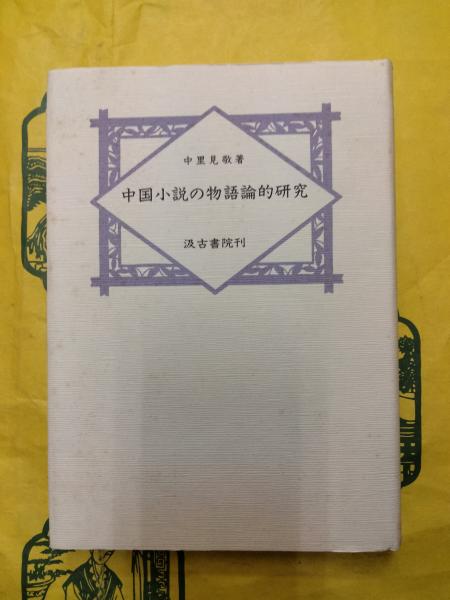 中里見敬著
中国小説の物語論的研究
汲古書院刊